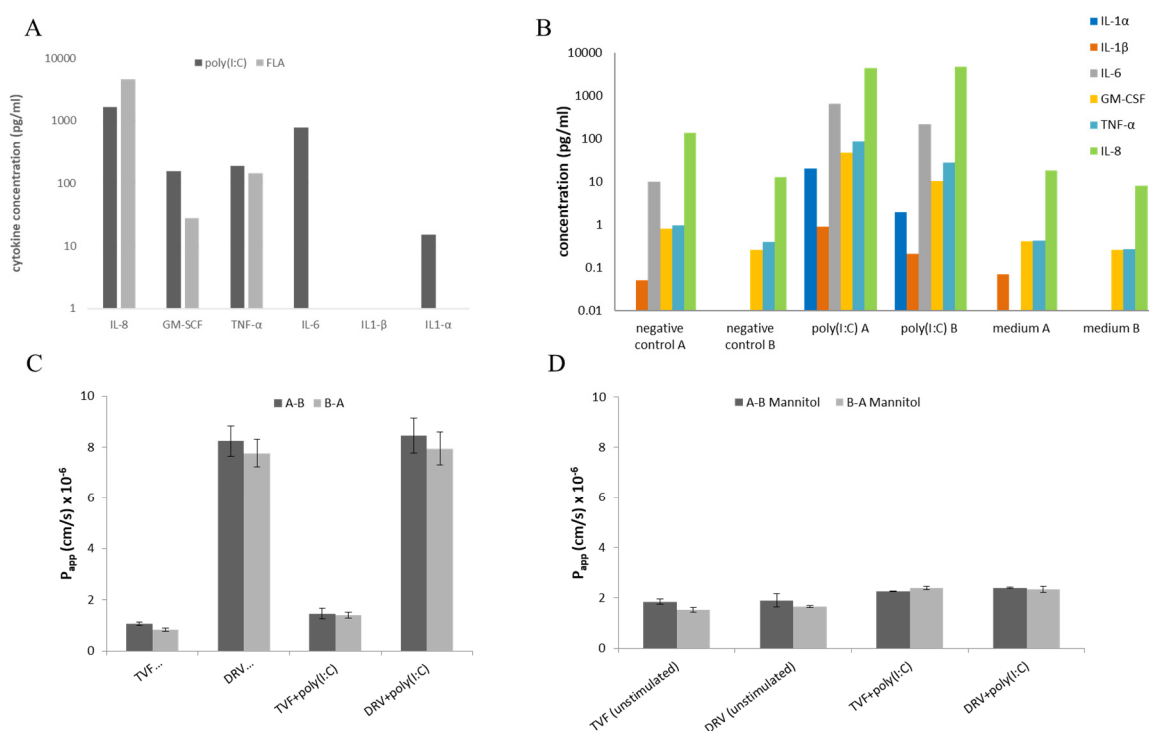 A
poly(I:C) FLA
cytokine concentration (pg/ml)
10000
1000
100
10
1
IL-8 GM-SCF TNF-α IL-6 IL1-β IL1-α
B
IL-1α
IL-1β
IL-6
GM-CSF
TNF-α
IL-8
concentration (pg/ml)
10000
1000
100
10
1
0.1
0.01
negative negative poly(I:C) A poly(I:C) B medium A medium B
control A control B
C
A-B B-A
Papp (cm/s) x 10-6
10
8
6
4
2
0
TVF...
DRV...
TVF+poly(I:C)
DRV+poly(I:C)
D
A-B Mannitol B-A Mannitol
Papp (cm/s) x 10-6
10
8
6
4
2
0
TVF (unstimulated)
DRV (unstimulated)
TVF+poly(I:C)
DRV+poly(I:C)